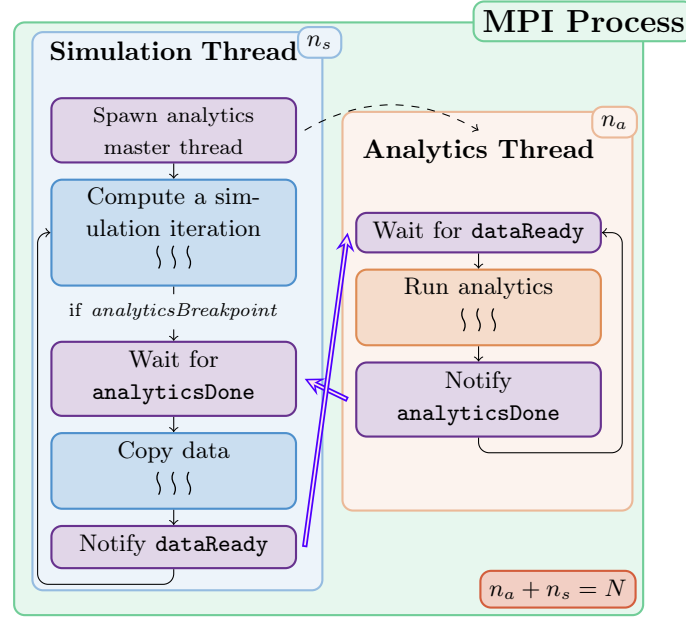 MPI Process
Simulation Thread
n_s
Spawn analytics
master thread
Compute a sim-
ulation iteration
if analyticsBreakpoint
Wait for
analyticsDone
Copy data
Notify dataReady
n_a
Analytics Thread
Wait for dataReady
Run analytics
Notify
analyticsDone
n_a + n_s = N